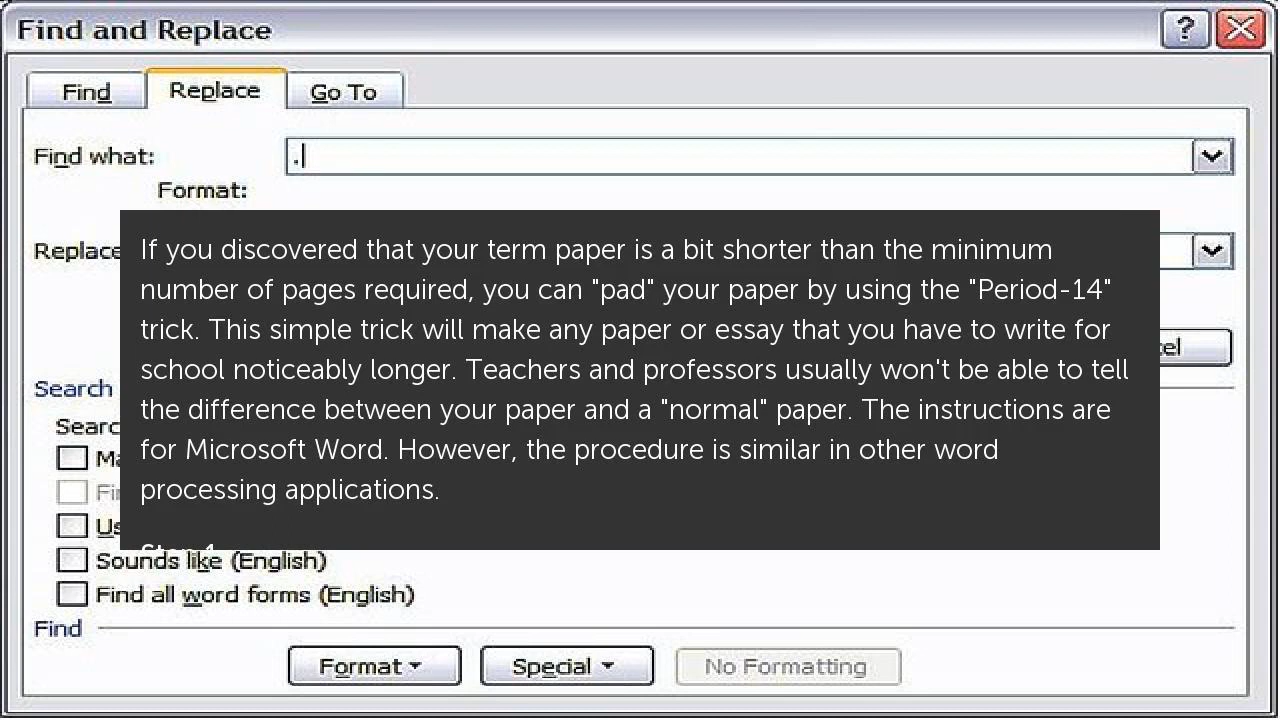 Find and Replace
Find Replace Go To
Find what: .
Format:
Replace
If you discovered that your term paper is a bit shorter than the minimum
number of pages required, you can "pad" your paper by using the "Period-14"
trick. This simple trick will make any paper or essay that you have to write for
school noticeably longer. Teachers and professors usually won't be able to tell
the difference between your paper and a "normal" paper. The instructions are
for Microsoft Word. However, the procedure is similar in other word
processing applications.
Search
Sounds like (English)
Find all word forms (English)
Find
Format Special No Formatting